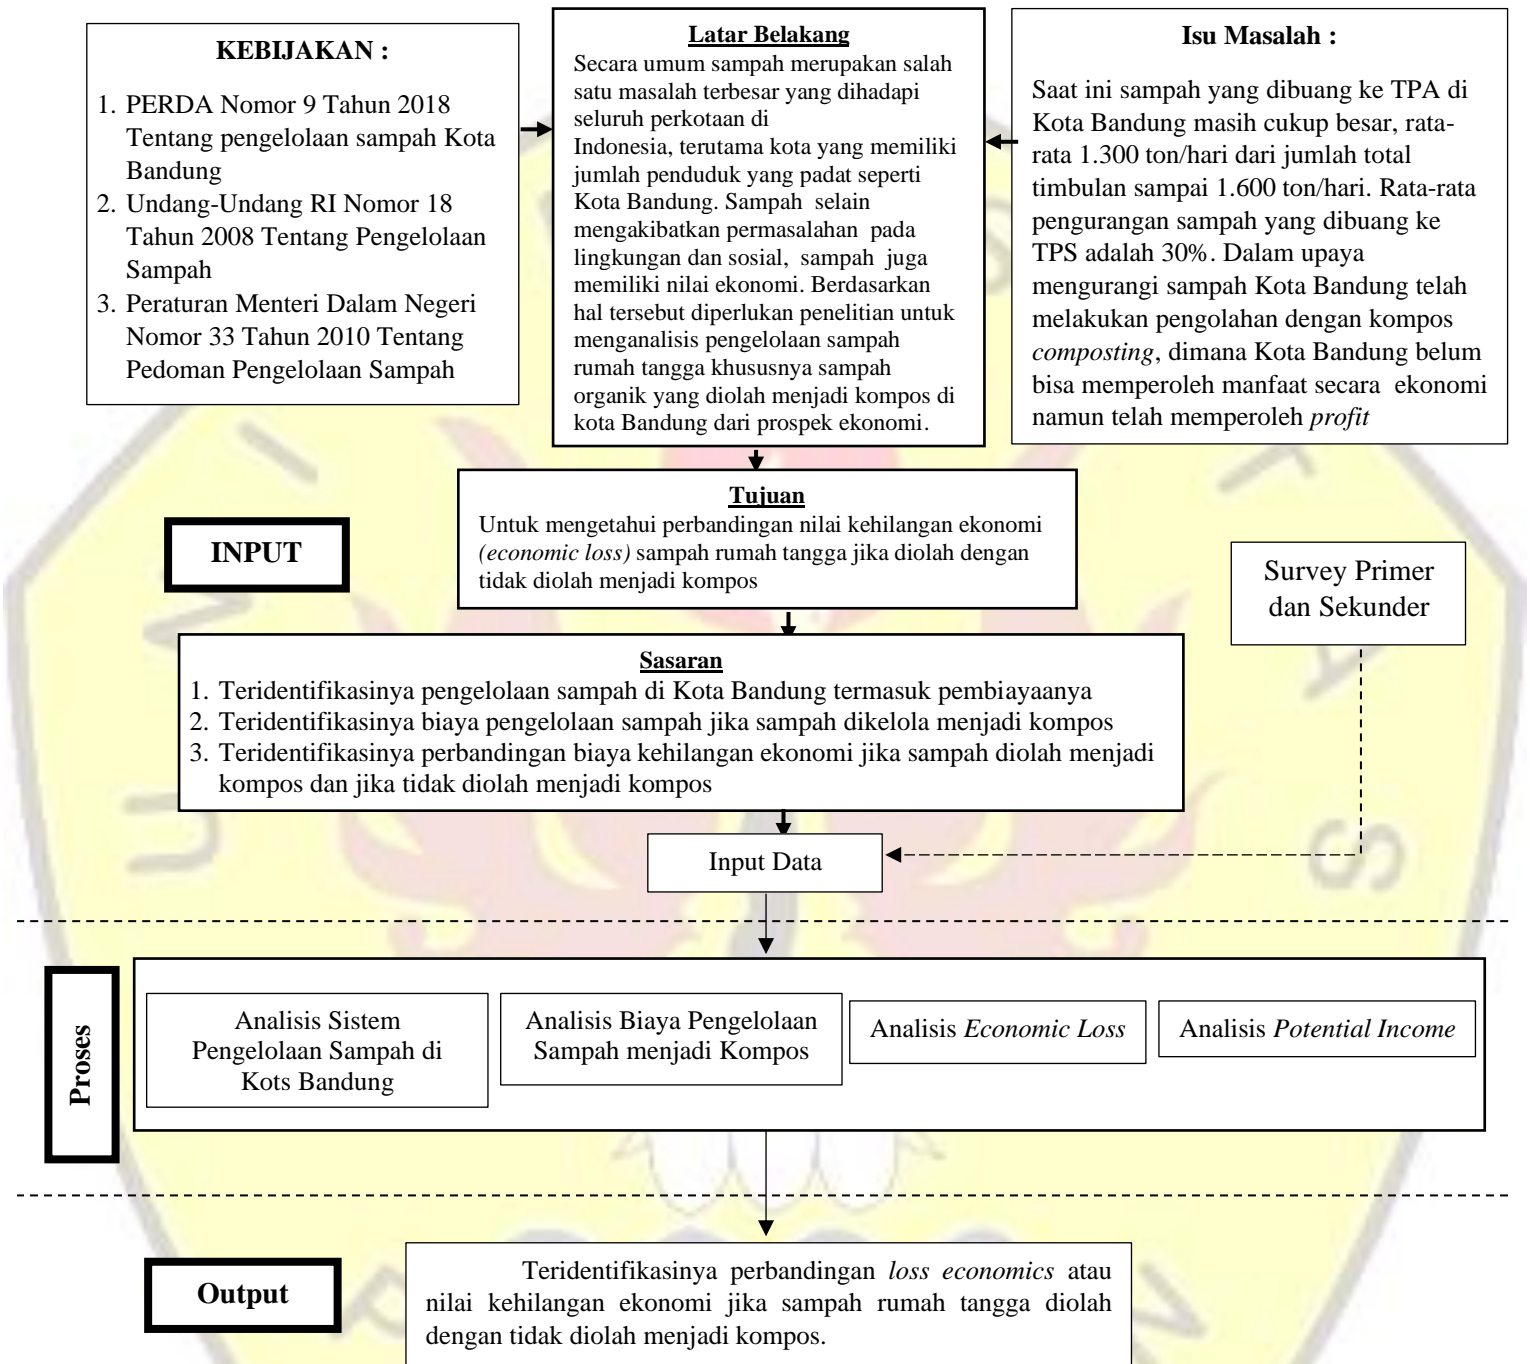 KEBIJAKAN :
1. PERDA Nomor 9 Tahun 2018
Tentang pengelolaan sampah Kota
Bandung
2. Undang-Undang RI Nomor 18
Tahun 2008 Tentang Pengelolaan
Sampah
3. Peraturan Menteri Dalam Negeri
Nomor 33 Tahun 2010 Tentang
Pedoman Pengelolaan Sampah
Latar Belakang
Secara umum sampah merupakan salah
satu masalah terbesar yang dihadapi
seluruh perkotaan di
Indonesia, terutama kota yang memiliki
jumlah penduduk yang padat seperti
Kota Bandung. Sampah selain
mengakibatkan permasalahan pada
lingkungan dan sosial, sampah juga
memiliki nilai ekonomi. Berdasarkan
hal tersebut diperlukan penelitian untuk
menganalisis pengelolaan sampah
rumah tangga khususnya sampah
organik yang diolah menjadi kompos di
kota Bandung dari prospek ekonomi.
Isu Masalah :
Saat ini sampah yang dibuang ke TPA di
Kota Bandung masih cukup besar, rata-
rata 1.300 ton/hari dari jumlah total
timbulan sampai 1.600 ton/hari. Rata-rata
pengurangan sampah yang dibuang ke
TPS adalah 30%. Dalam upaya
mengurangi sampah Kota Bandung telah
melakukan pengolahan dengan kompos
composting, dimana Kota Bandung belum
bisa memperoleh manfaat secara ekonomi
namun telah memperoleh profit
INPUT
Tujuan
Untuk mengetahui perbandingan nilai kehilangan ekonomi
(economic loss) sampah rumah tangga jika diolah dengan
tidak diolah menjadi kompos
Survey Primer
dan Sekunder
Sasaran
1. Teridentifikasinya pengelolaan sampah di Kota Bandung termasuk pembiayaanya
2. Teridentifikasinya biaya pengelolaan sampah jika sampah dikelola menjadi kompos
3. Teridentifikasinya perbandingan biaya kehilangan ekonomi jika sampah diolah menjadi
kompos dan jika tidak diolah menjadi kompos
Input Data
Proses
Analisis Sistem
Pengelolaan Sampah di
Kots Bandung
Analisis Biaya Pengelolaan
Sampah menjadi Kompos
Analisis Economic Loss
Analisis Potential Income
Output
Teridentifikasinya perbandingan loss economics atau
nilai kehilangan ekonomi jika sampah rumah tangga diolah
dengan tidak diolah menjadi kompos.